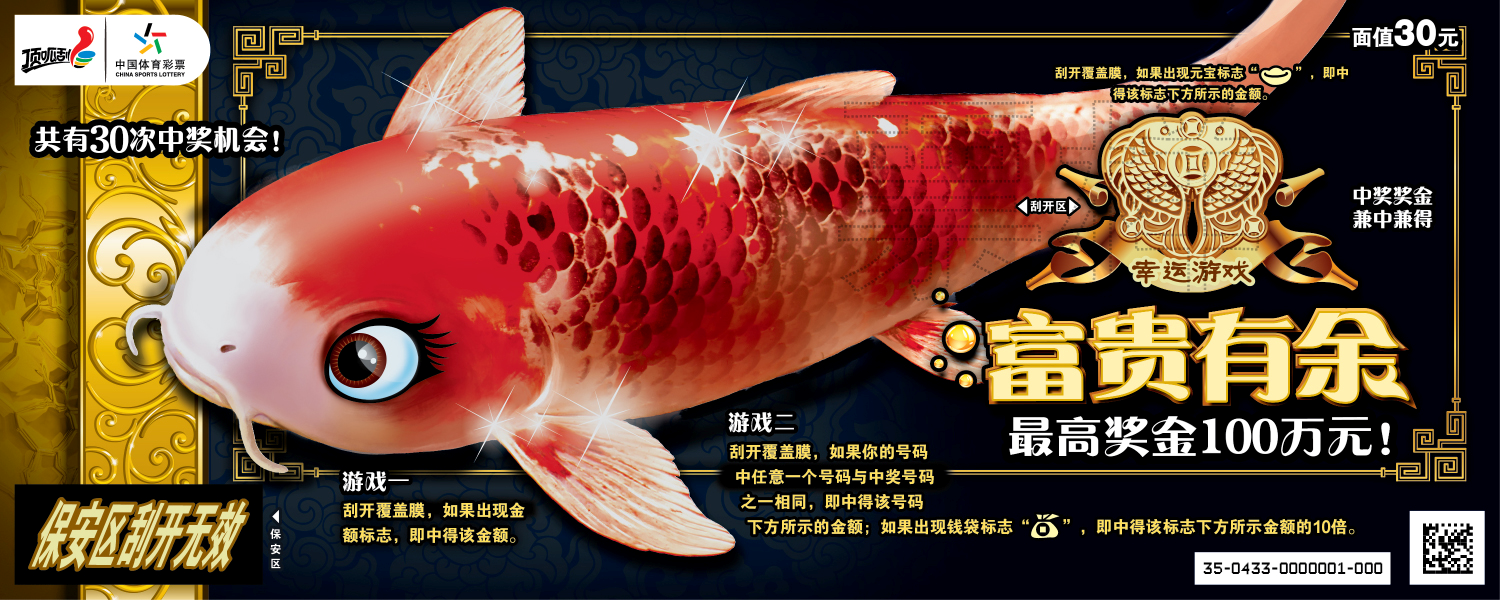 顶呱刮
中国体育彩票
CHINA SPORTS LOTTERY
面值30元
共有30次中奖机会！
刮开覆盖膜，如果出现元宝标志“ ”，即中
得该标志下方所示的金额。
刮开区
幸运游戏
中奖奖金
兼中兼得
富贵有余
最高奖金100万元！
游戏一
刮开覆盖膜，如果出现金
额标志，即中得该金额。
游戏二
刮开覆盖膜，如果你的号码
中任意一个号码与中奖号码
之一相同，即中得该号码
下方所示的金额；如果出现钱袋标志“ ”，即中得该标志下方所示金额的10倍。
保安区刮开无效
保安区
35-0433-0000001-000